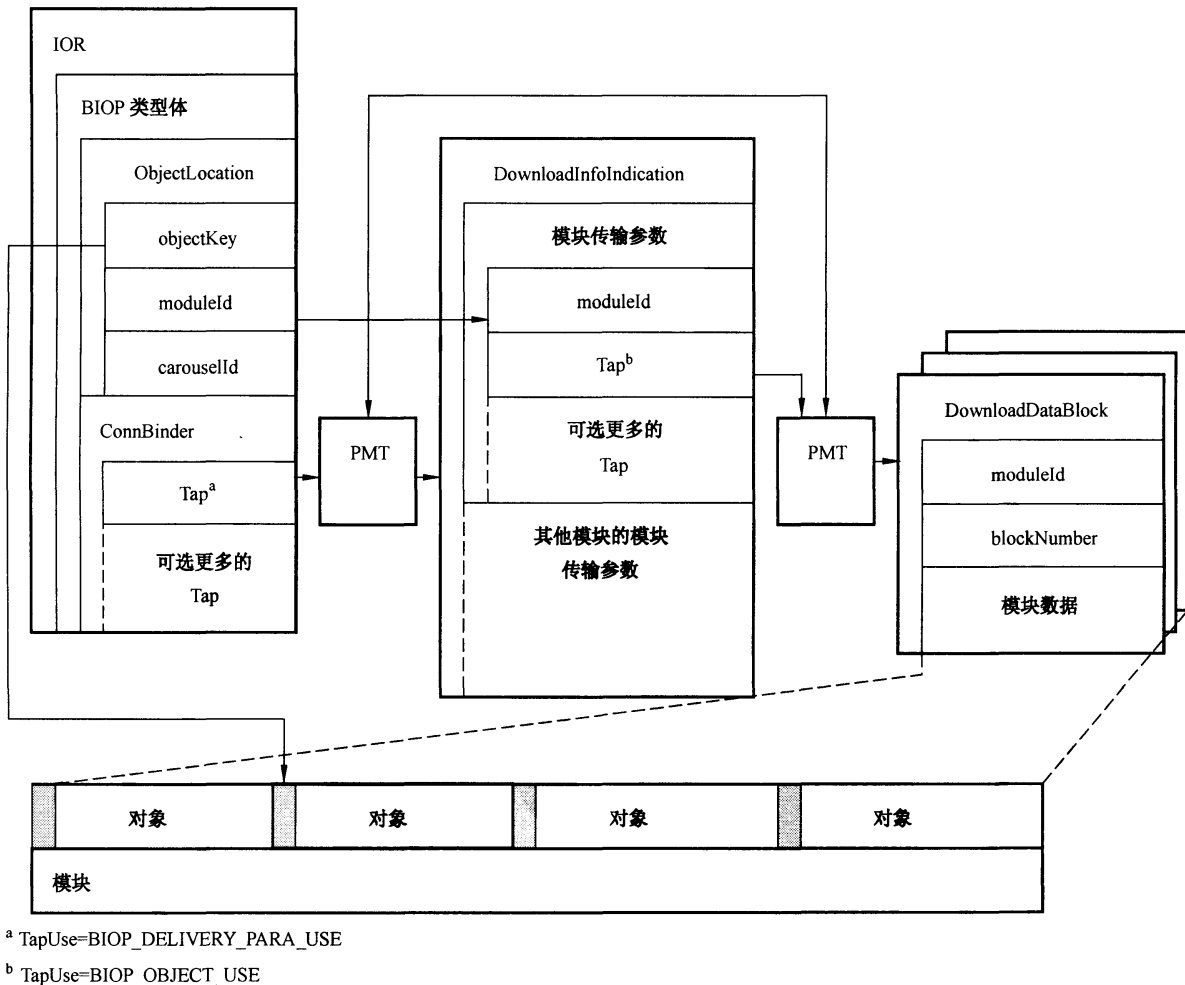 IOR
BIOP 类型体
ObjectLocation
objectKey
moduleId
carouselId
ConnBinder
Tapᵃ
可选更多的
Tap
PMT
DownloadInfoIndication
模块传输参数
moduleId
Tapᵇ
可选更多的
Tap
其他模块的模块
传输参数
PMT
DownloadDataBlock
moduleId
blockNumber
模块数据
对象
对象
对象
对象
模块
ᵃ TapUse=BIOP_DELIVERY_PARA_USE
ᵇ TapUse=BIOP_OBJECT_USE